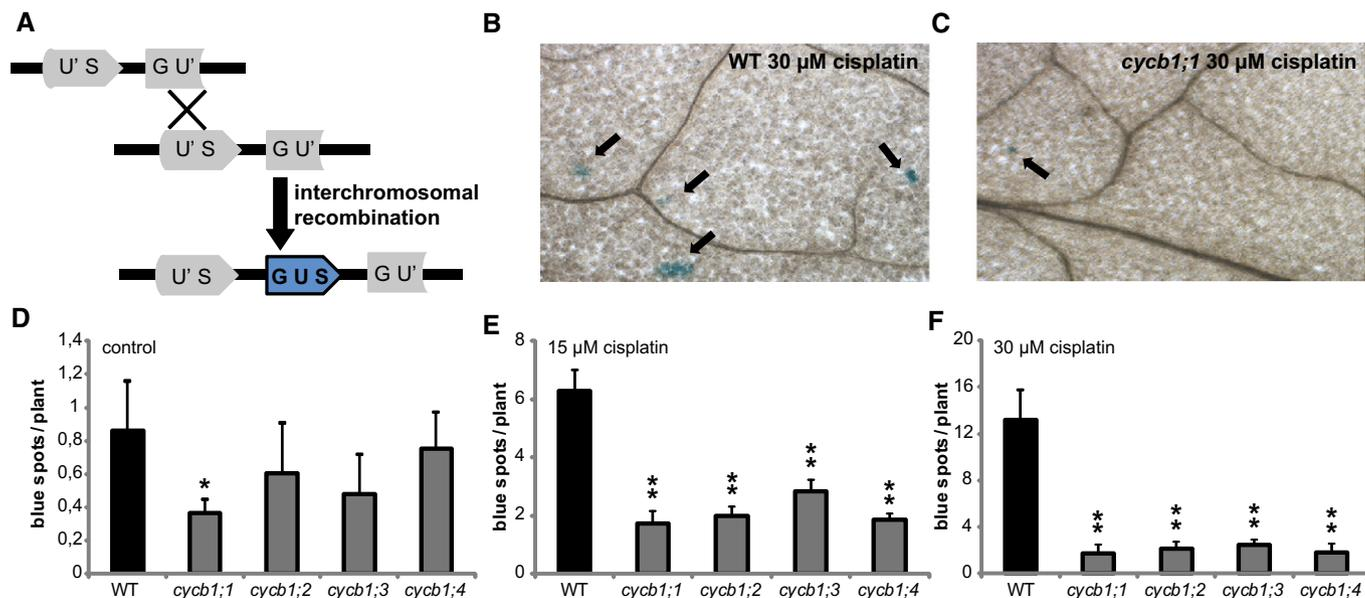 A
U' S G U'
U' S G U'
interchromosomal
recombination
U' S G U S G U'
B
WT 30 µM cisplatin
C
cycb1;1 30 µM cisplatin
D
control
blue spots / plant
1,4
1,2
1
0,8
0,6
0,4
0,2
0
*
WT cycb1;1 cycb1;2 cycb1;3 cycb1;4
E
15 µM cisplatin
blue spots / plant
8
6
4
2
0
** ** ** **
WT cycb1;1 cycb1;2 cycb1;3 cycb1;4
F
30 µM cisplatin
blue spots / plant
20
16
12
8
4
0
** ** ** **
WT cycb1;1 cycb1;2 cycb1;3 cycb1;4